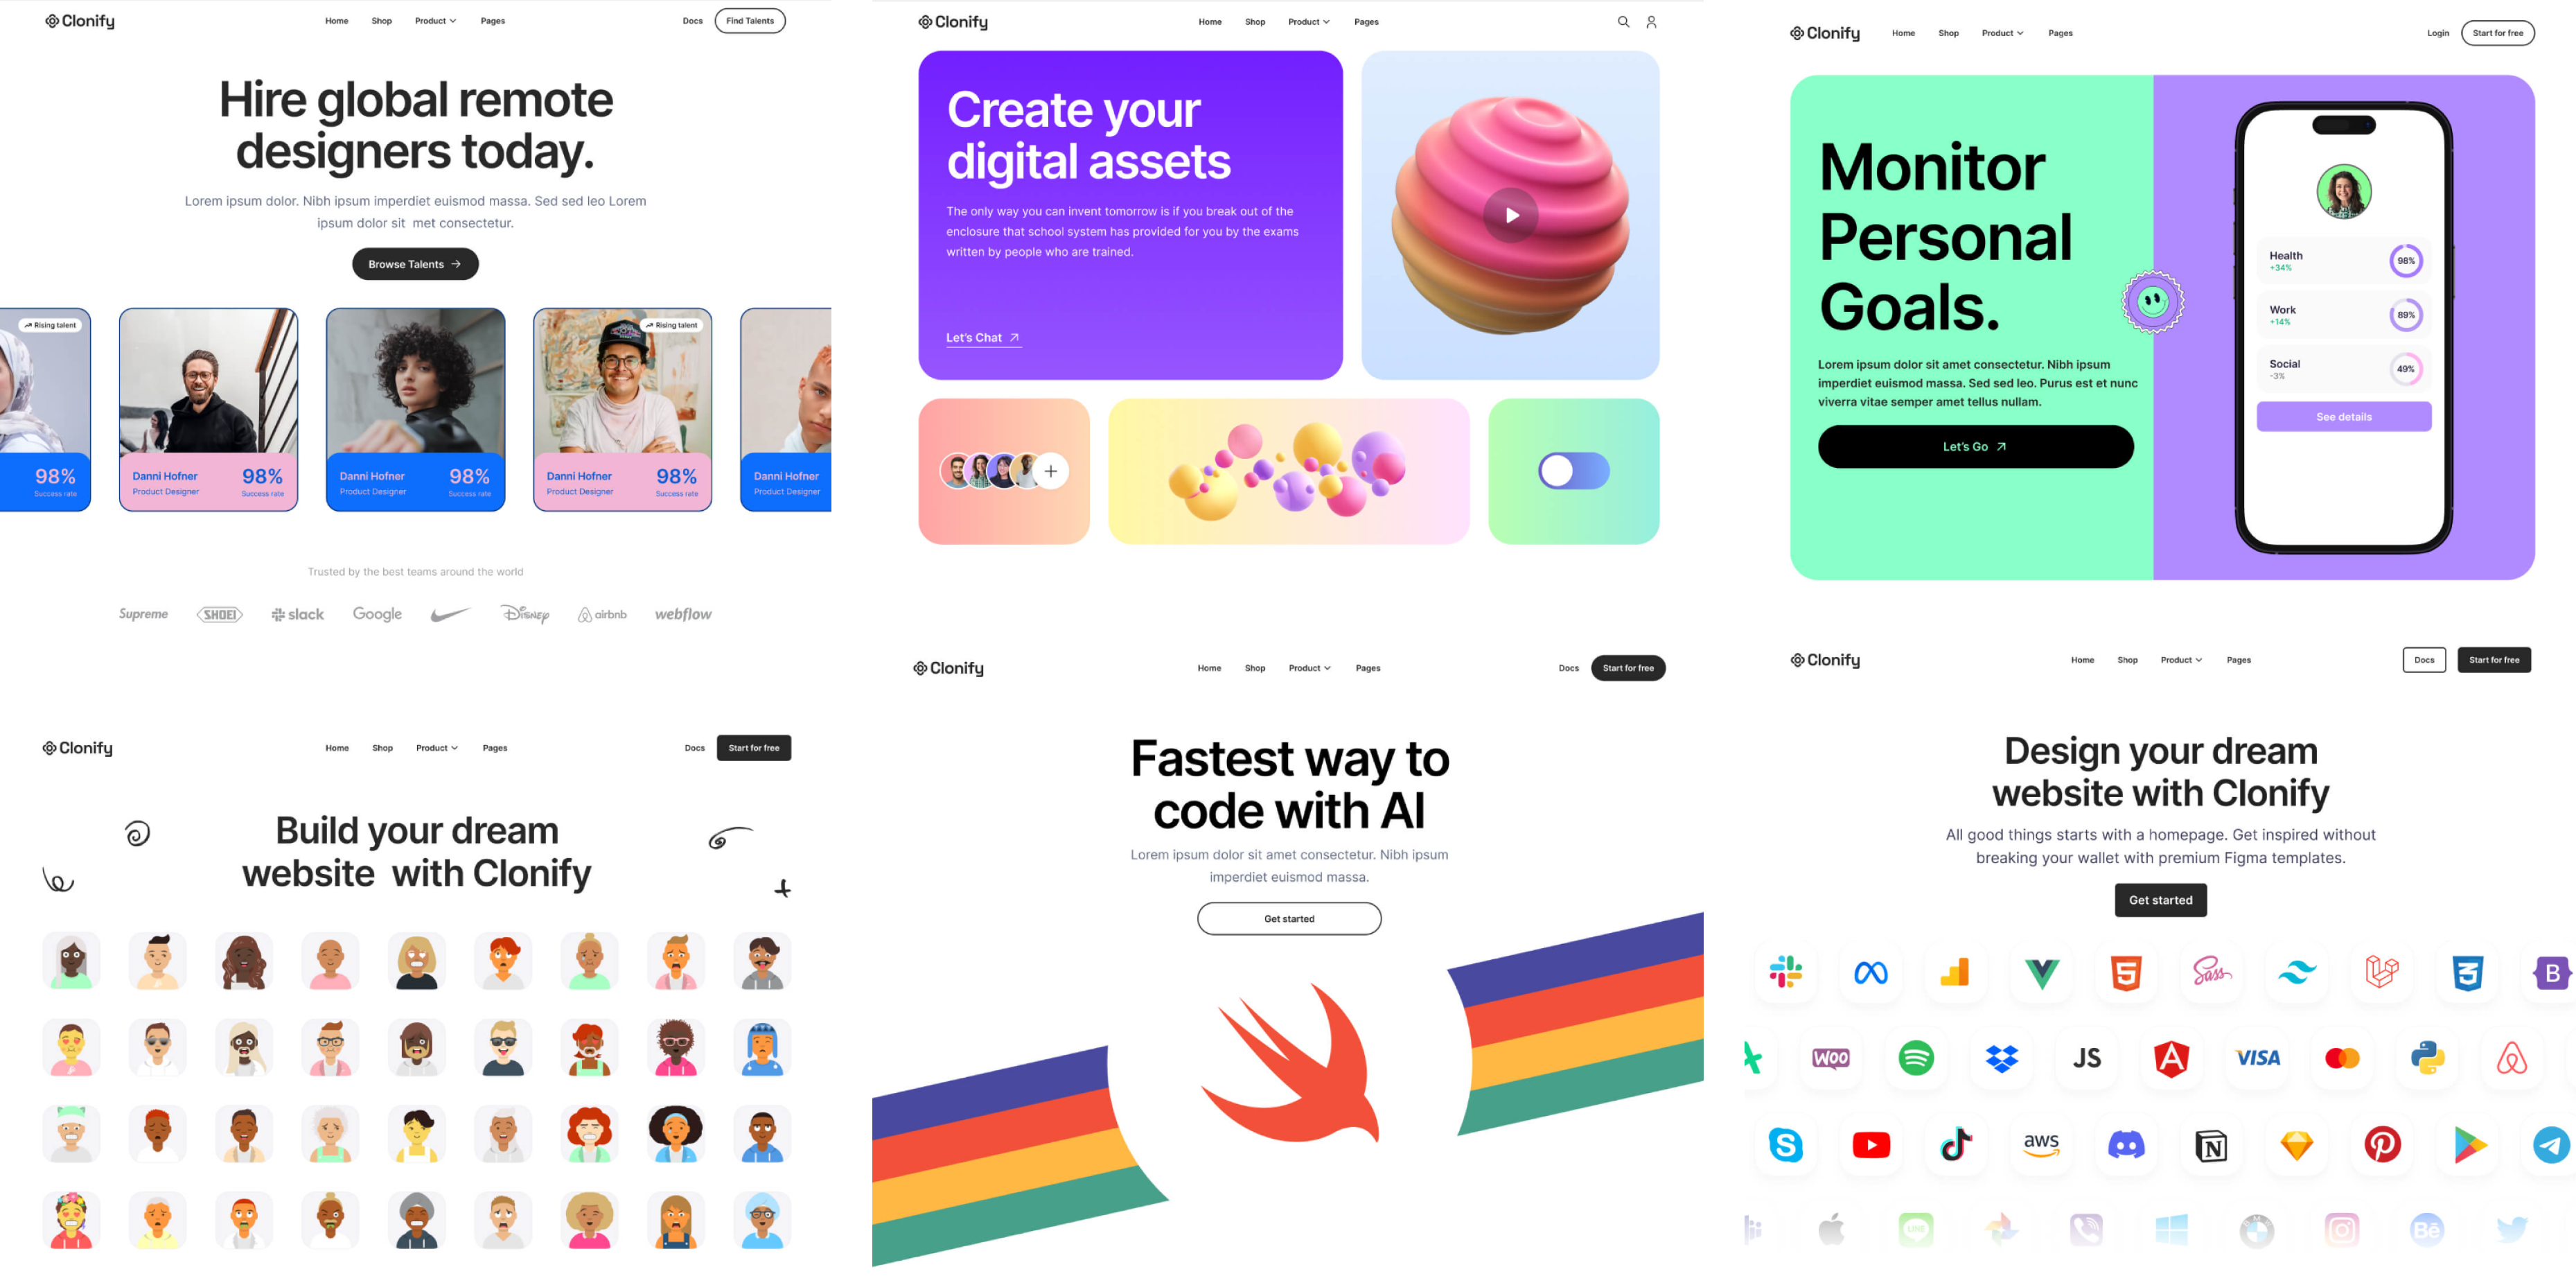 Clonify
Home Shop Product Pages
Docs Find Talents
Hire global remote
designers today.
Lorem ipsum dolor. Nibh ipsum imperdiet euismod massa. Sed sed leo Lorem
ipsum dolor sit met consectetur.
Browse Talents
Rising talent
Rising talent
98%
Success rate
Danni Hofner
Product Designer
98%
Success rate
Danni Hofner
Product Designer
98%
Success rate
Danni Hofner
Product Designer
98%
Success rate
Danni Hofner
Product Designer
Trusted by the best teams around the world
Supreme SHOEI slack Google Disney airbnb webflow
Clonify
Home Shop Product Pages
Create your
digital assets
The only way you can invent tomorrow is if you break out of the
enclosure that school system has provided for you by the exams
written by people who are trained.
Let's Chat
Clonify
Home Shop Product Pages
Login Start for free
Monitor
Personal
Goals.
Lorem ipsum dolor sit amet consectetur. Nibh ipsum
imperdiet euismod massa. Sed sed leo. Purus est et nunc
viverra vitae semper amet tellus nullam.
Let's Go
Health
+34%
98%
Work
+14%
89%
Social
-3%
49%
See details
Clonify
Home Shop Product Pages
Docs Start for free
Build your dream
website with Clonify
Clonify
Home Shop Product Pages
Docs Start for free
Fastest way to
code with AI
Lorem ipsum dolor sit amet consectetur. Nibh ipsum
imperdiet euismod massa.
Get started
Clonify
Home Shop Product Pages
Docs Start for free
Design your dream
website with Clonify
All good things starts with a homepage. Get inspired without
breaking your wallet with premium Figma templates.
Get started
5 Sass 3 B
WOO JS A VISA
S aws N
LINE BMW Bē